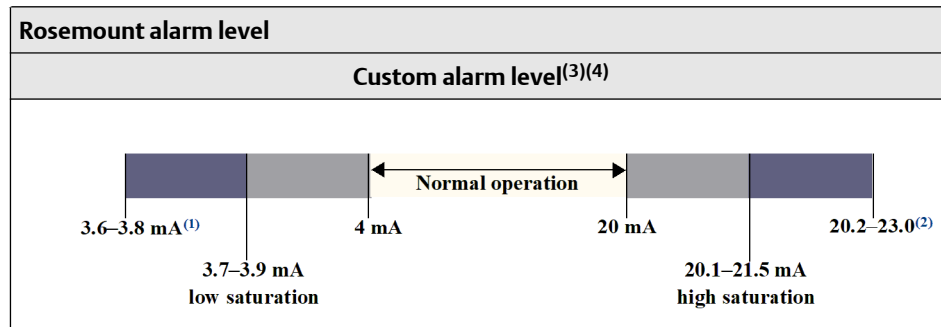 Rosemount alarm level
Custom alarm level(3)(4)
Normal operation
3.6–3.8 mA(1)
4 mA
20 mA
20.2–23.0(2)
3.7–3.9 mA
low saturation
20.1–21.5 mA
high saturation